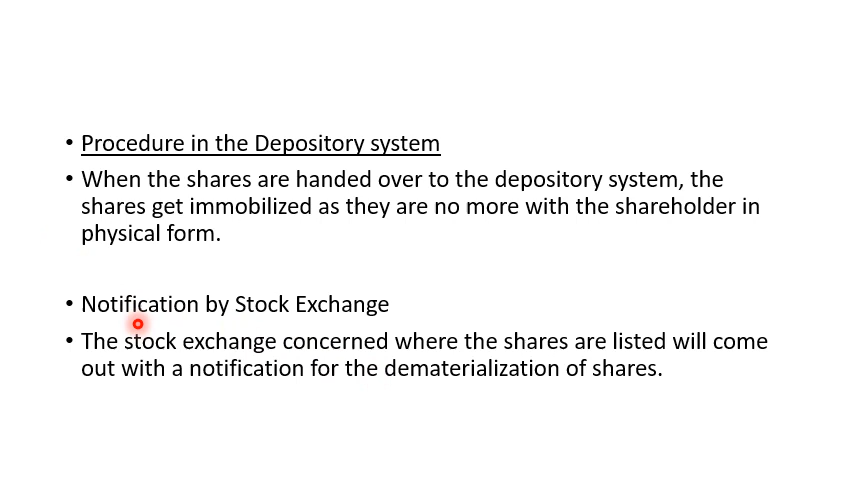 • Procedure in the Depository system
• When the shares are handed over to the depository system, the
shares get immobilized as they are no more with the shareholder in
physical form.
• Notification by Stock Exchange
• The stock exchange concerned where the shares are listed will come
out with a notification for the dematerialization of shares.